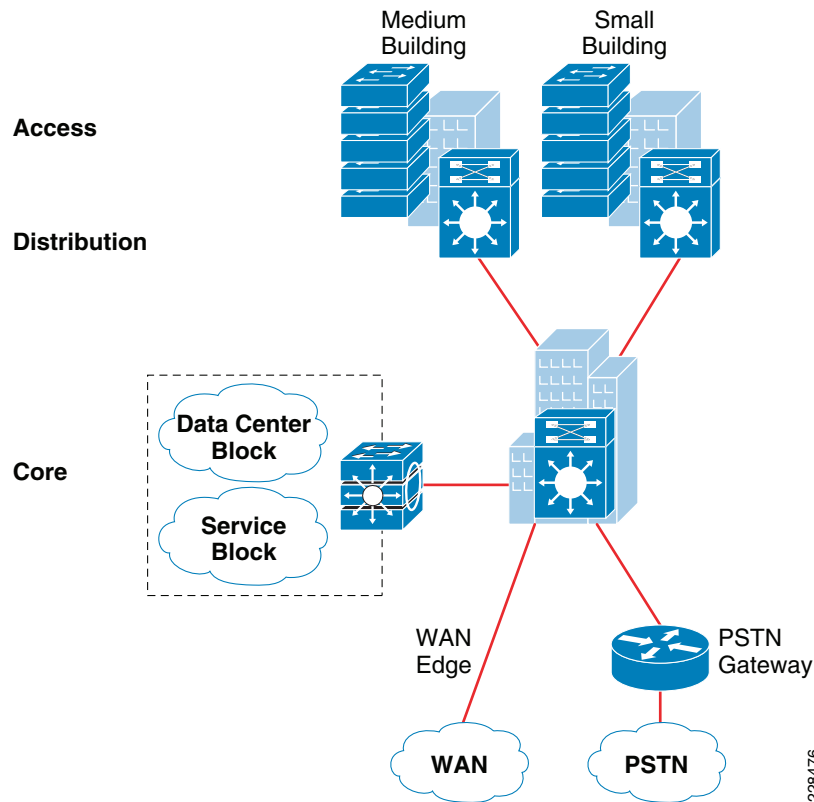 Medium
Building
Small
Building
Access
Distribution
Data Center
Block
Core
Service
Block
WAN
Edge
PSTN
Gateway
WAN
PSTN
228476